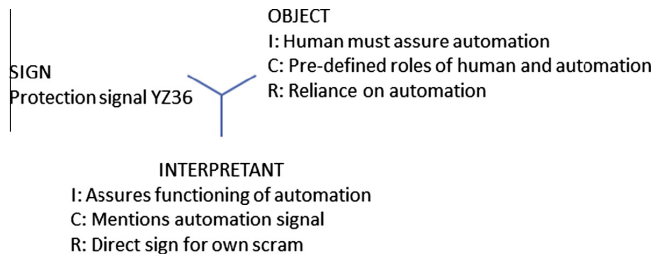 OBJECT
I: Human must assure automation
C: Pre-defined roles of human and automation
R: Reliance on automation
SIGN
Protection signal YZ36
INTERPRETANT
I: Assures functioning of automation
C: Mentions automation signal
R: Direct sign for own scram